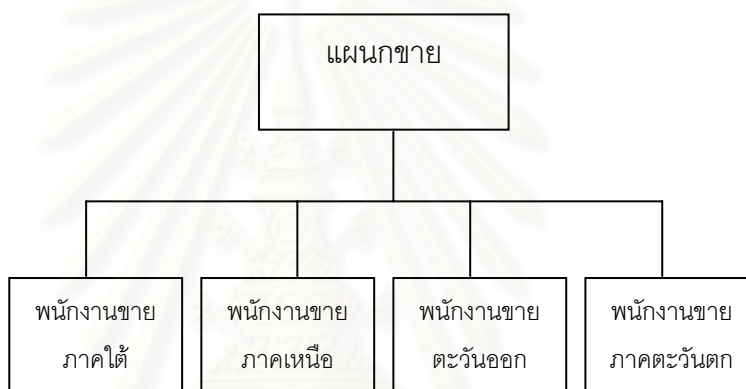 แผนกขาย
พนักงานขาย
ภาคใต้
พนักงานขาย
ภาคเหนือ
พนักงานขาย
ตะวันออก
พนักงานขาย
ภาคตะวันตก